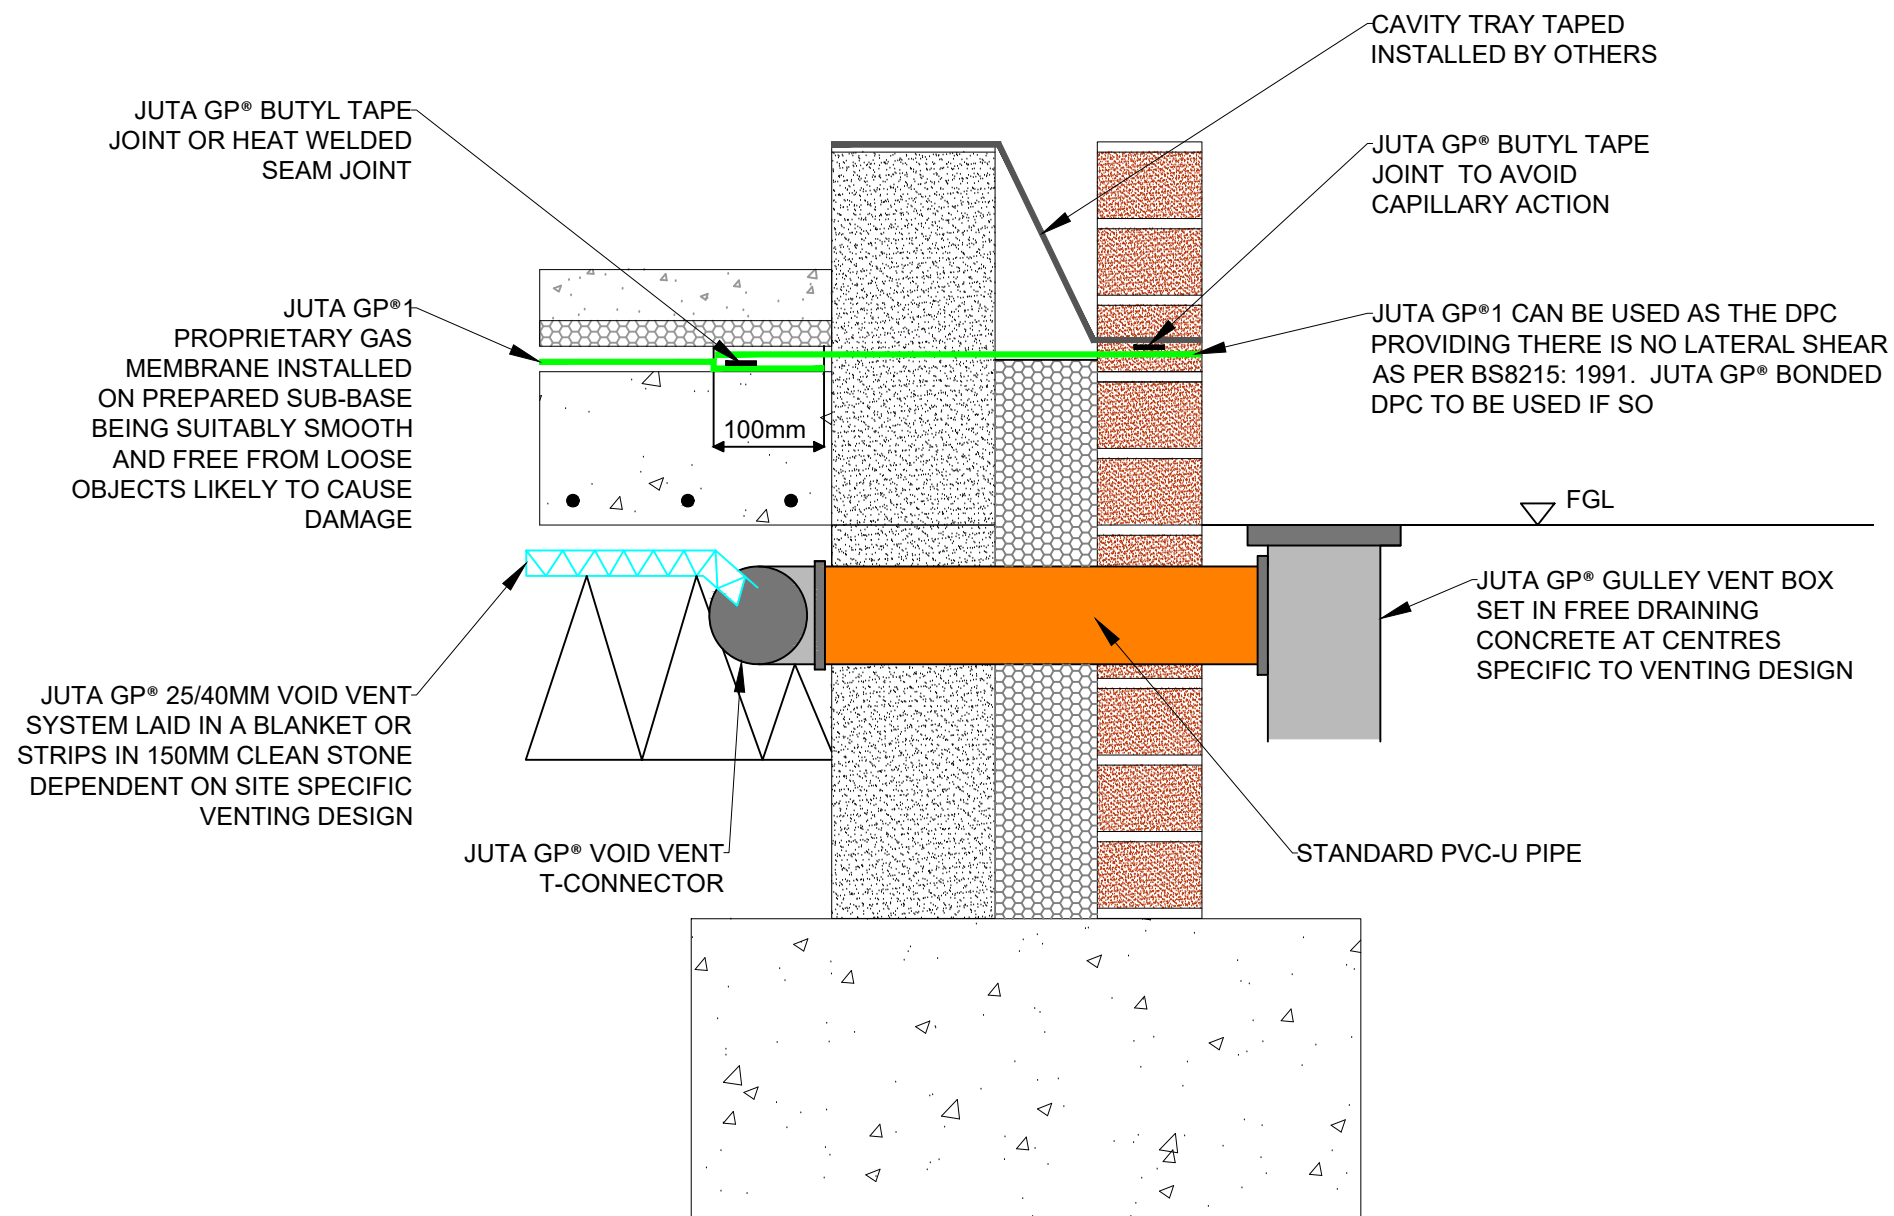 CAVITY TRAY TAPED
INSTALLED BY OTHERS
JUTA GP® BUTYL TAPE
JOINT OR HEAT WELDED
SEAM JOINT
JUTA GP® BUTYL TAPE
JOINT TO AVOID
CAPILLARY ACTION
JUTA GP®1
PROPRIETARY GAS
MEMBRANE INSTALLED
ON PREPARED SUB-BASE
BEING SUITABLY SMOOTH
AND FREE FROM LOOSE
OBJECTS LIKELY TO CAUSE
DAMAGE
JUTA GP®1 CAN BE USED AS THE DPC
PROVIDING THERE IS NO LATERAL SHEAR
AS PER BS8215: 1991. JUTA GP® BONDED
DPC TO BE USED IF SO
100mm
FGL
JUTA GP® GULLEY VENT BOX
SET IN FREE DRAINING
CONCRETE AT CENTRES
SPECIFIC TO VENTING DESIGN
JUTA GP® 25/40MM VOID VENT
SYSTEM LAID IN A BLANKET OR
STRIPS IN 150MM CLEAN STONE
DEPENDENT ON SITE SPECIFIC
VENTING DESIGN
JUTA GP® VOID VENT
T-CONNECTOR
STANDARD PVC-U PIPE